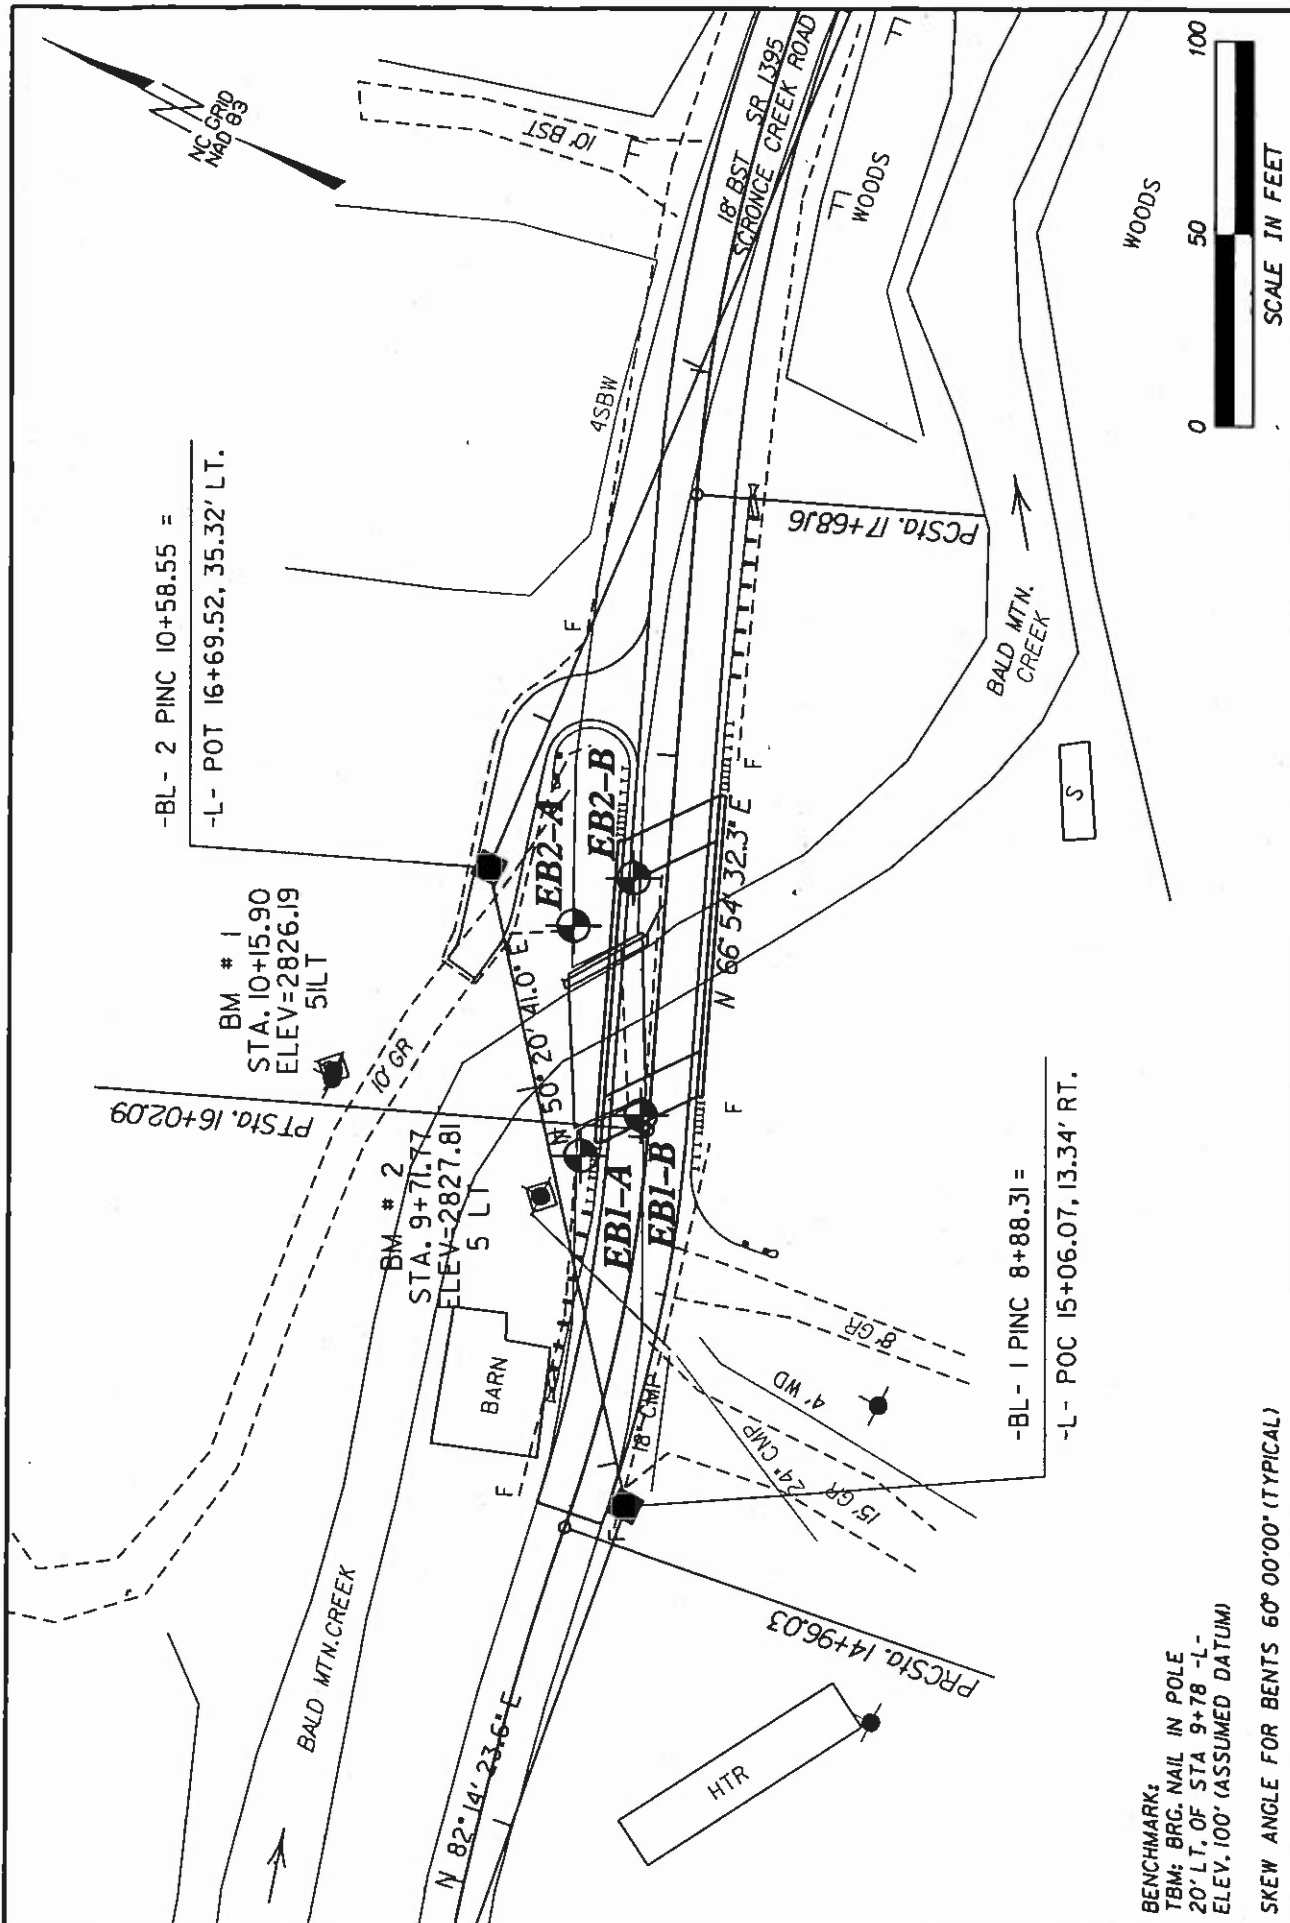 NC GRID
NAD 83
-BL- 2 PINC 10+58.55 =
-L- POT 16+69.52, 35.32' LT.
BM # 1
STA. 10+15.90
ELEV=2826.19
51LT
BM # 2
STA. 9+71.77
ELEV=2827.81
5 LT
PTSta. 16+02.09
10' GR
N 50° 20' 41.0" E
EB2-A
EB2-B
EB1-A
EB1-B
F
4SBW
10' BST
18' BST SR 1395
SCRONCE CREEK ROAD
WOODS
WOODS
PCSta. 17+68.16
BALD MTN.
CREEK
S
N 66° 54' 32.3" E
F
F
BARN
F
F
18" CMP
8' GR
4' WD
24" CMP
15' GR
-BL- 1 PINC 8+88.31 =
-L- POC 15+06.07, 13.34' RT.
PRCSta. 14+96.03
BALD MTN.CREEK
N 82° 14' 23.6" E
HTR
100
50
0
SCALE IN FEET
BENCHMARK:
TBM: BRG. NAIL IN POLE
20' LT. OF STA 9+78 -L-
ELEV. 100' (ASSUMED DATUM)
SKEW ANGLE FOR BENTS 60° 00'00" (TYPICAL)